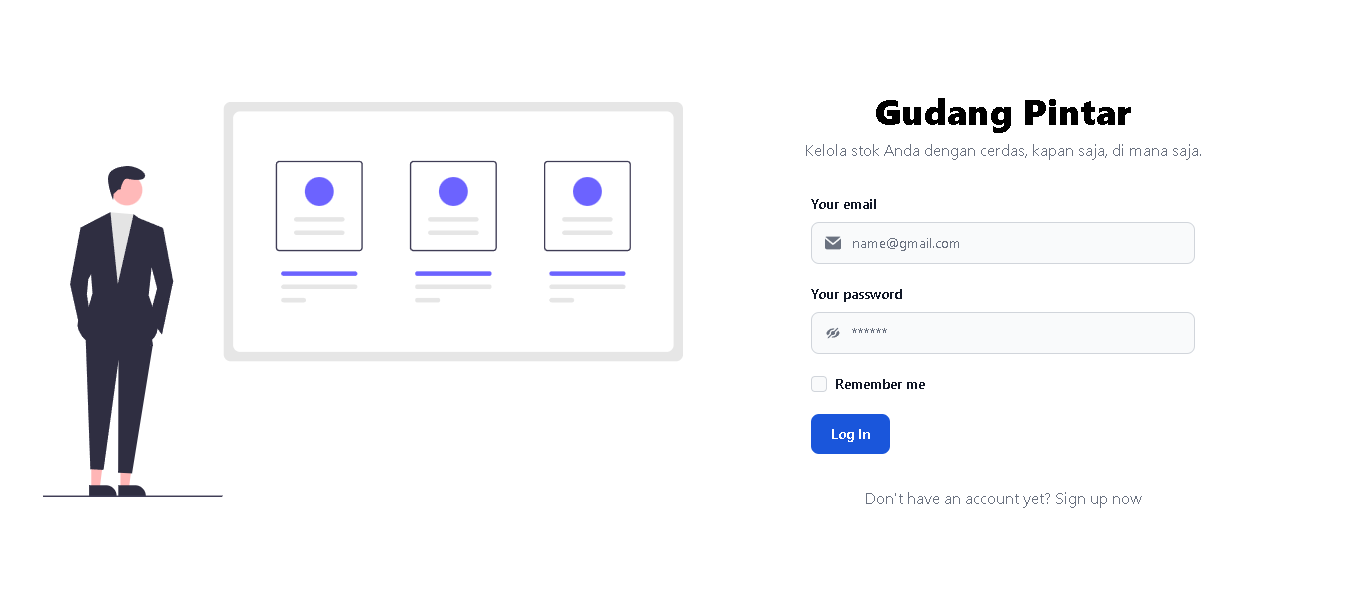 Gudang Pintar
Kelola stok Anda dengan cerdas, kapan saja, di mana saja.
Your email
name@gmail.com
Your password
******
Remember me
Log In
Don't have an account yet? Sign up now